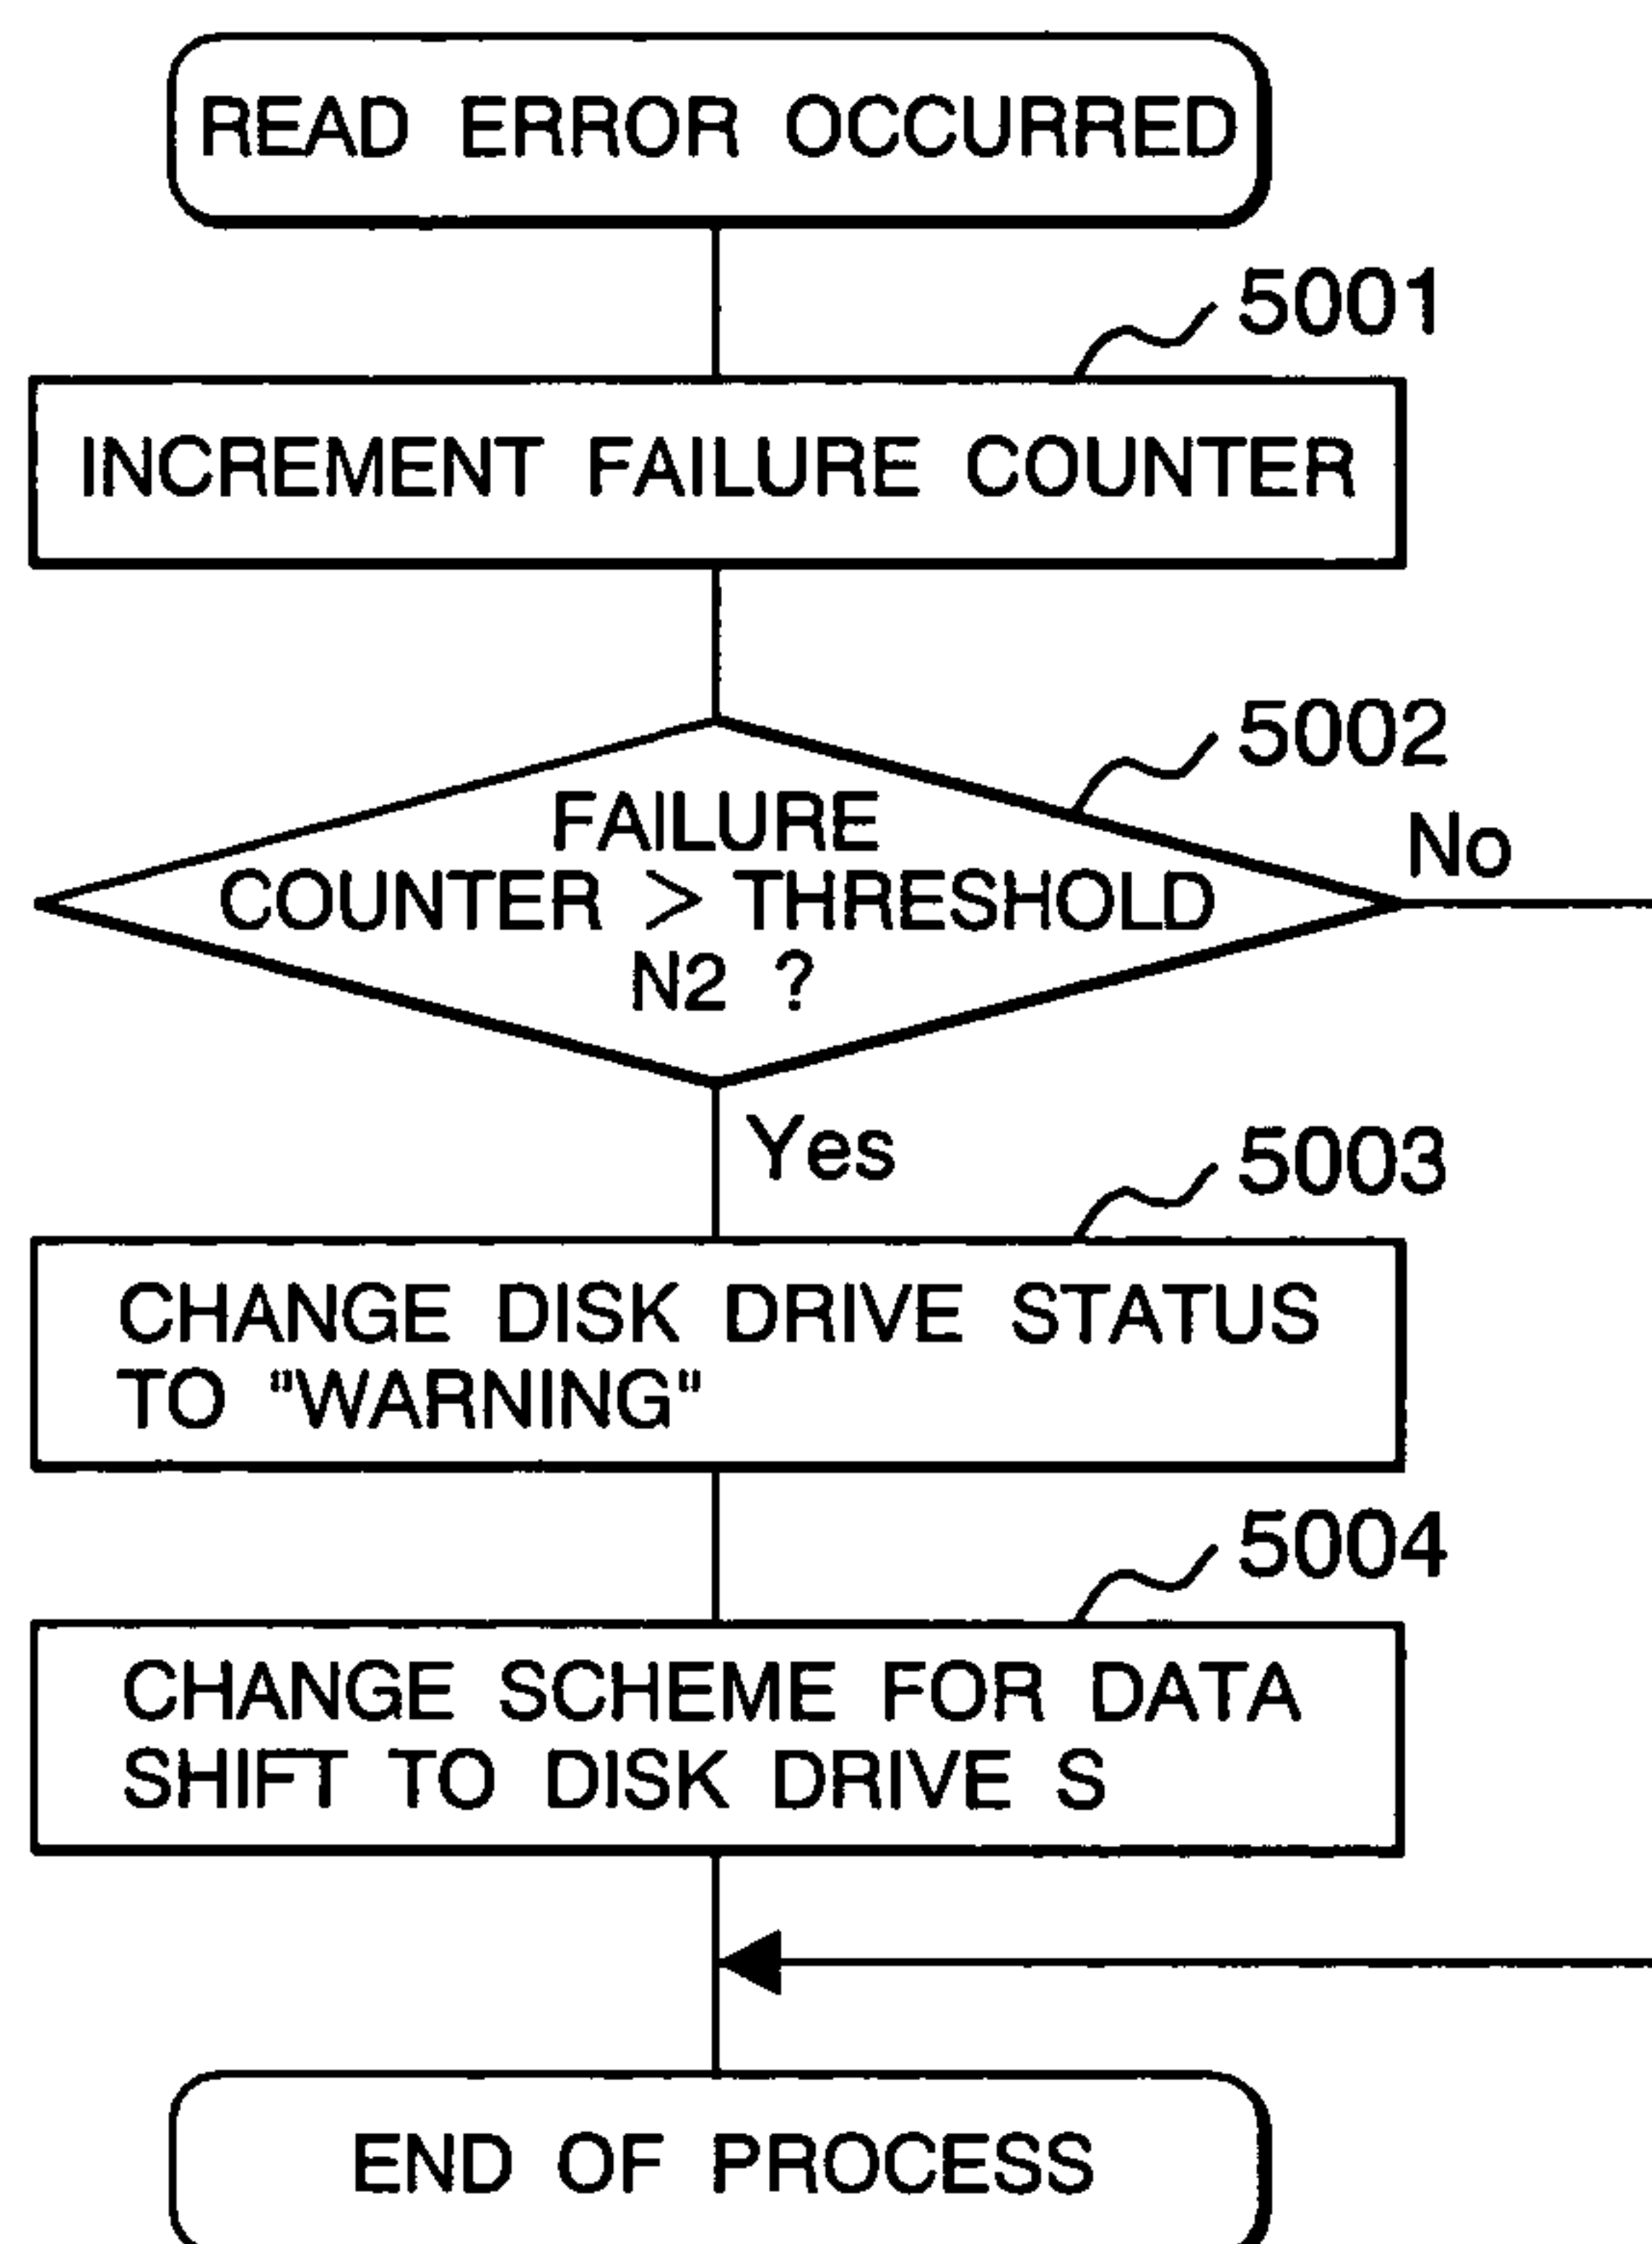 READ ERROR OCCURRED
5001
INCREMENT FAILURE COUNTER
5002
FAILURE
COUNTER > THRESHOLD
N2 ?
No
Yes
5003
CHANGE DISK DRIVE STATUS
TO "WARNING"
5004
CHANGE SCHEME FOR DATA
SHIFT TO DISK DRIVE S
END OF PROCESS